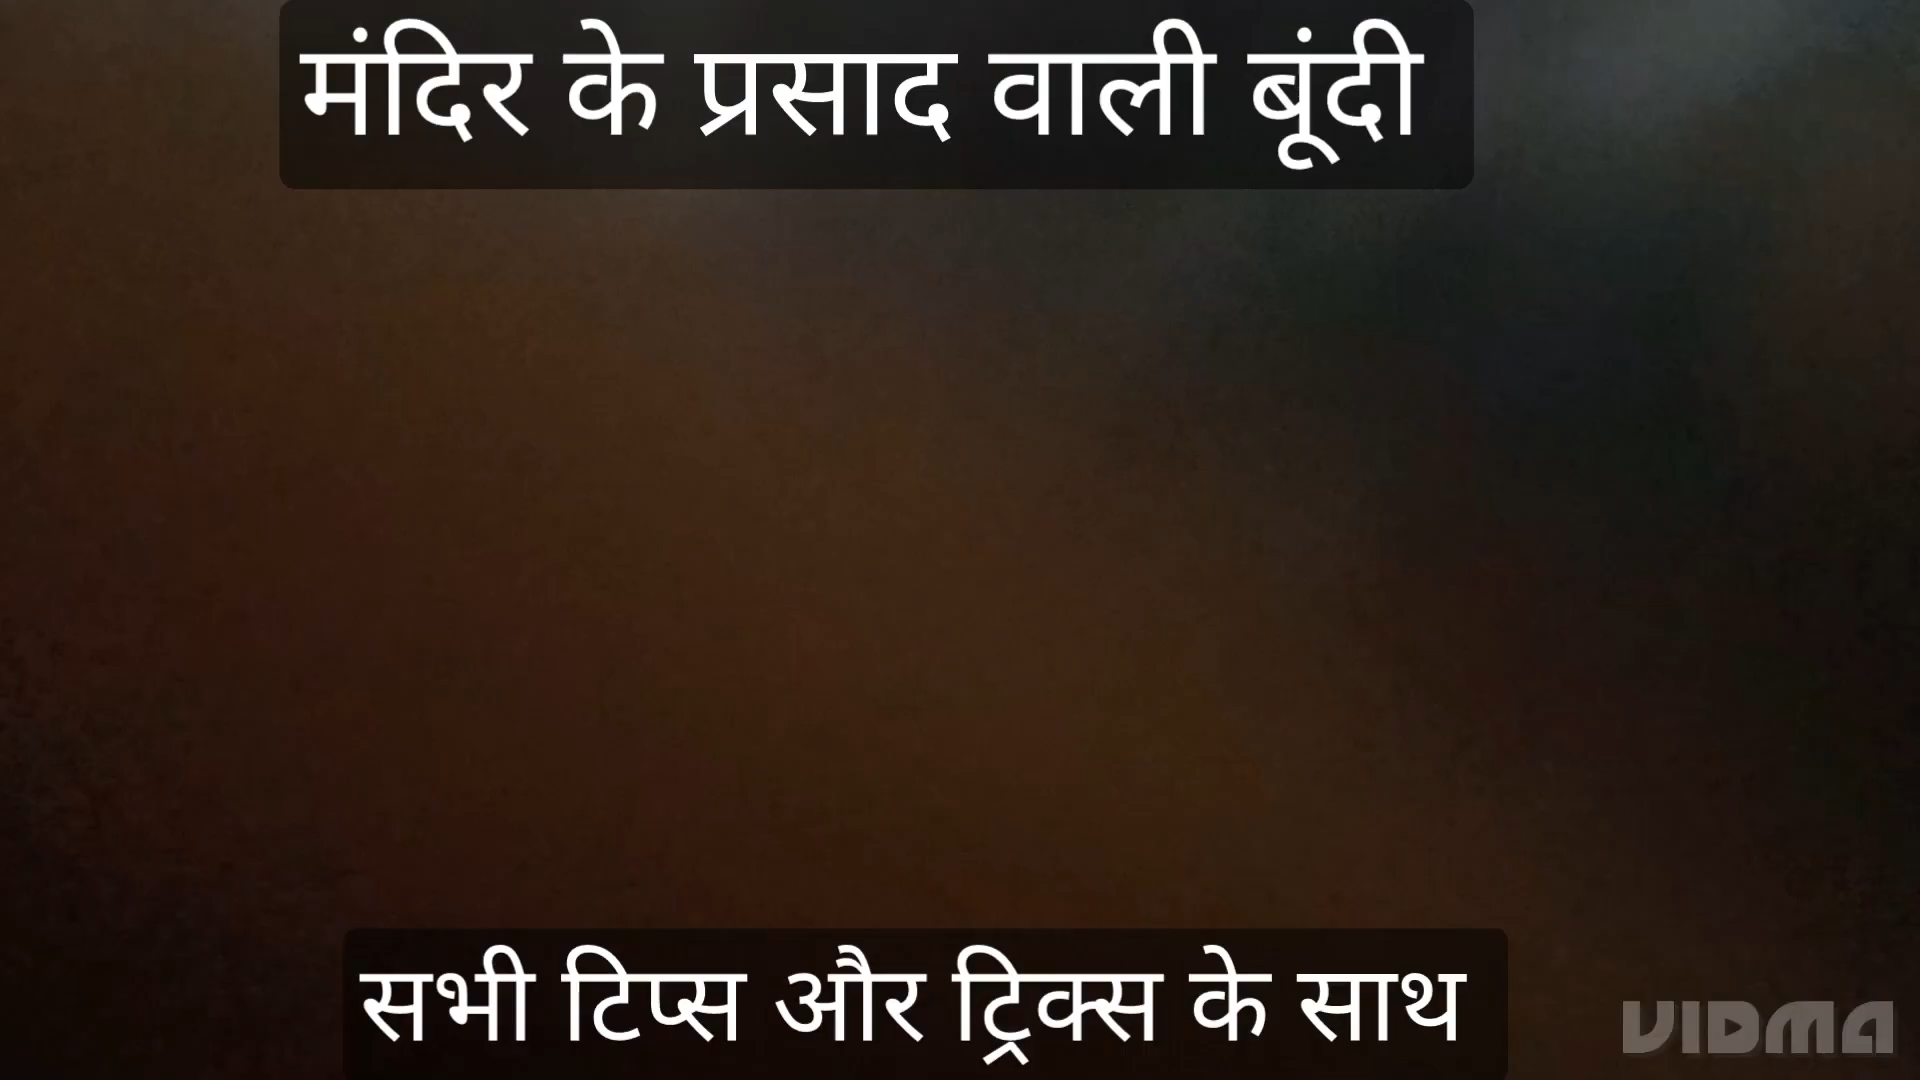 मंदिर के प्रसाद वाली बूंदी
सभी टिप्स और ट्रिक्स के साथ
VIDMA